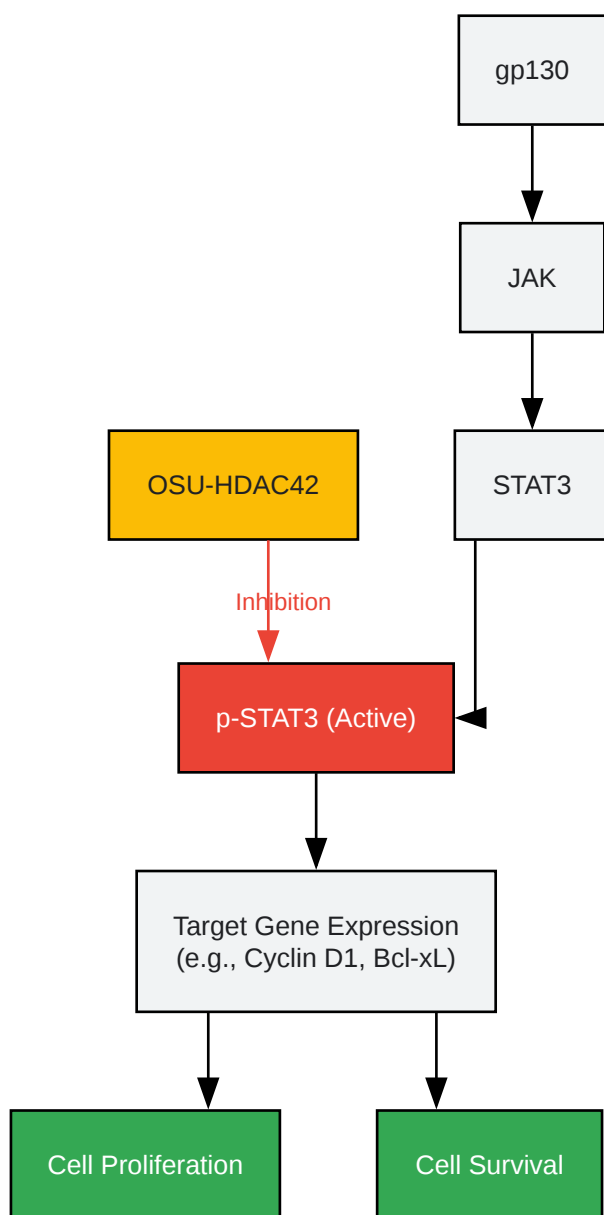 gp130
JAK
OSU-HDAC42
STAT3
Inhibition
p-STAT3 (Active)
Target Gene Expression
(e.g., Cyclin D1, Bcl-xL)
Cell Proliferation
Cell Survival